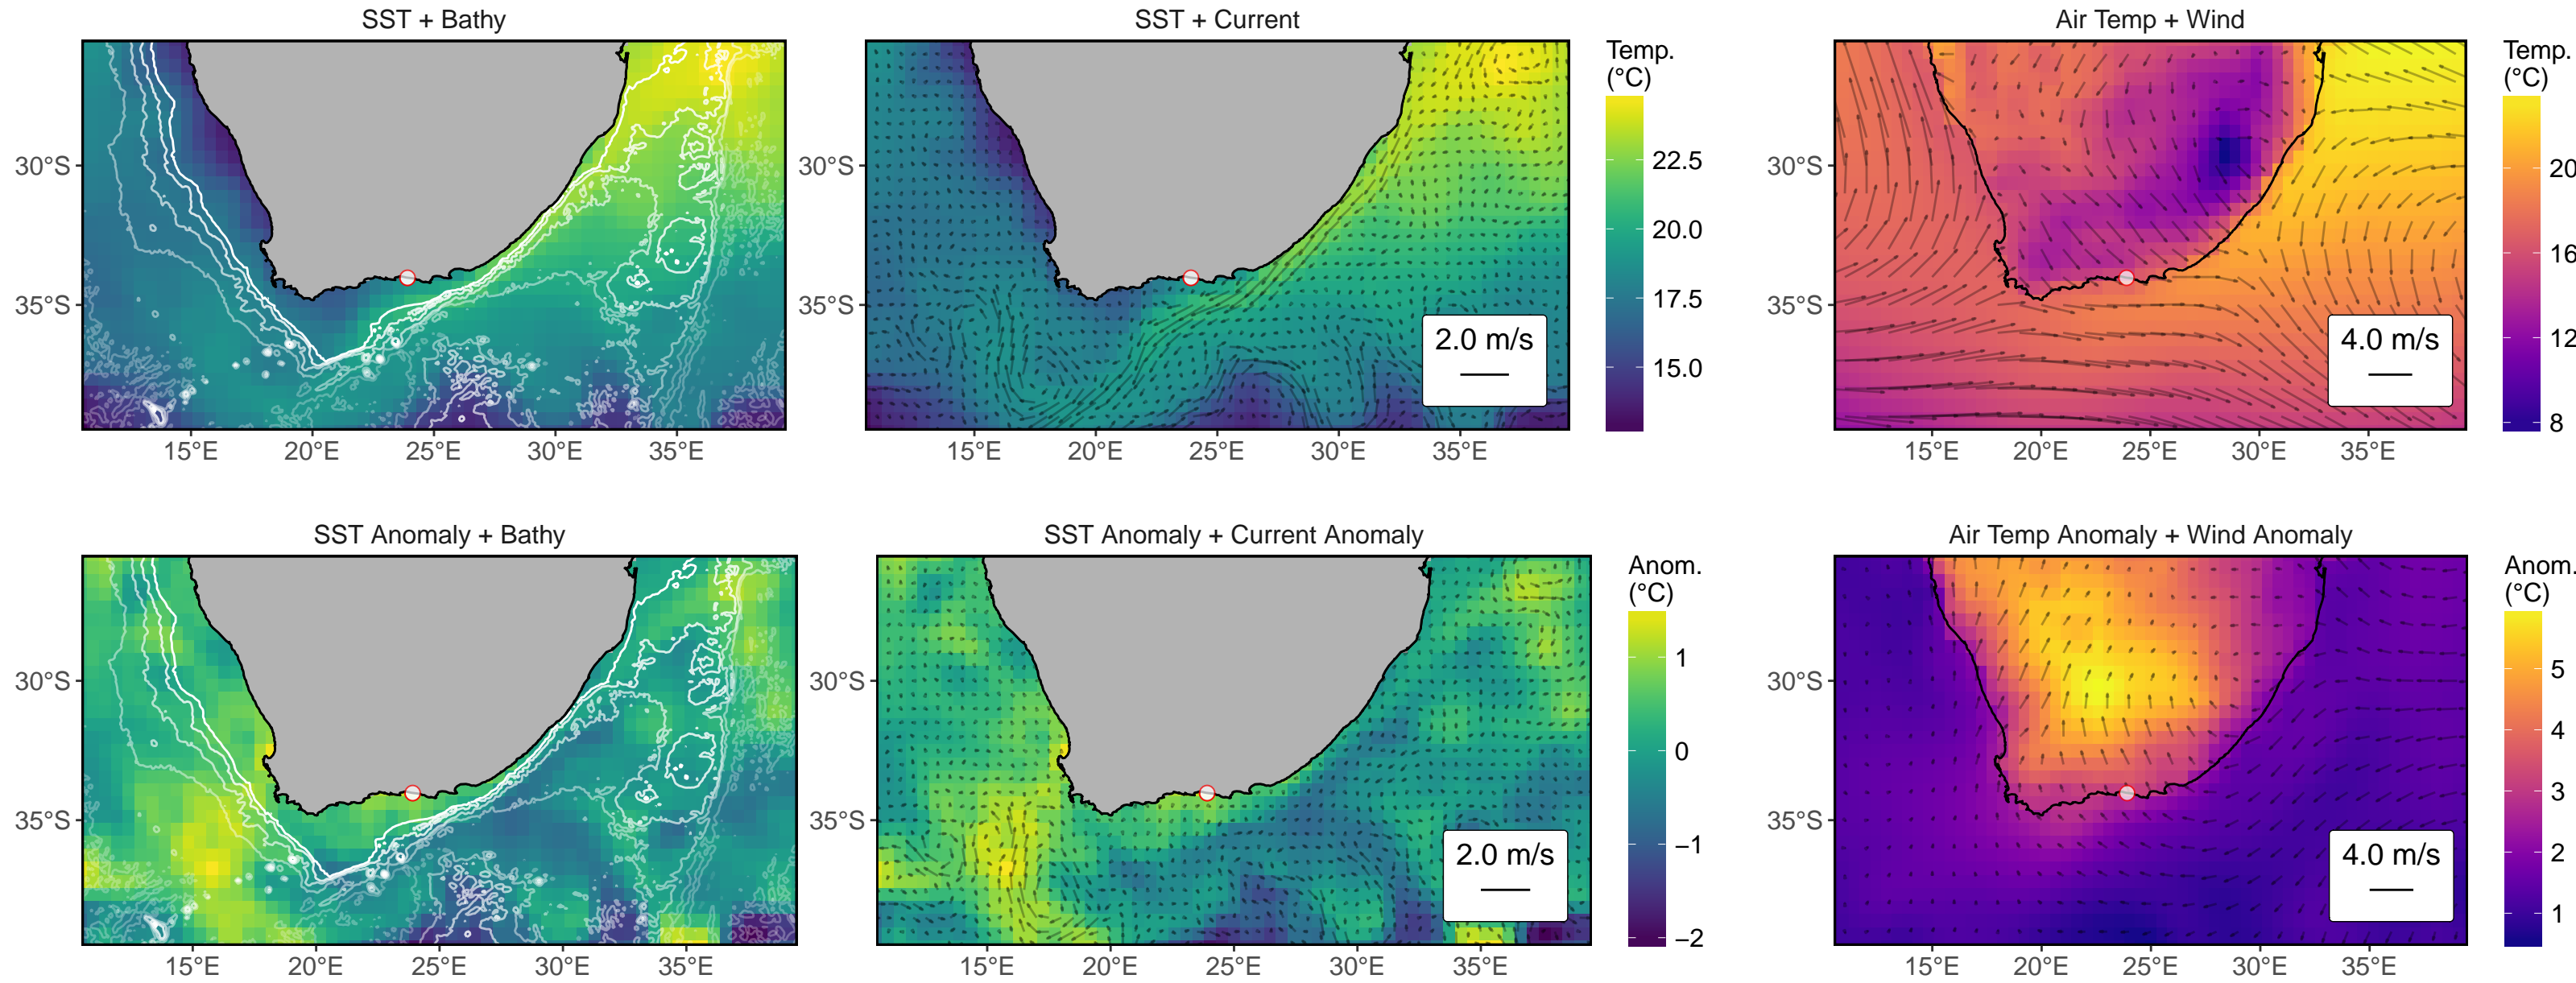 SST + Bathy
SST + Current
Air Temp + Wind
Temp.
(°C)
22.5
20.0
17.5
15.0
Temp.
(°C)
20
16
12
8
30°S
35°S
15°E 20°E 25°E 30°E 35°E
30°S
35°S
2.0 m/s
15°E 20°E 25°E 30°E 35°E
30°S
35°S
4.0 m/s
15°E 20°E 25°E 30°E 35°E
SST Anomaly + Bathy
SST Anomaly + Current Anomaly
Air Temp Anomaly + Wind Anomaly
Anom.
(°C)
1
0
−1
−2
Anom.
(°C)
5
4
3
2
1
30°S
35°S
15°E 20°E 25°E 30°E 35°E
30°S
35°S
2.0 m/s
15°E 20°E 25°E 30°E 35°E
30°S
35°S
4.0 m/s
15°E 20°E 25°E 30°E 35°E